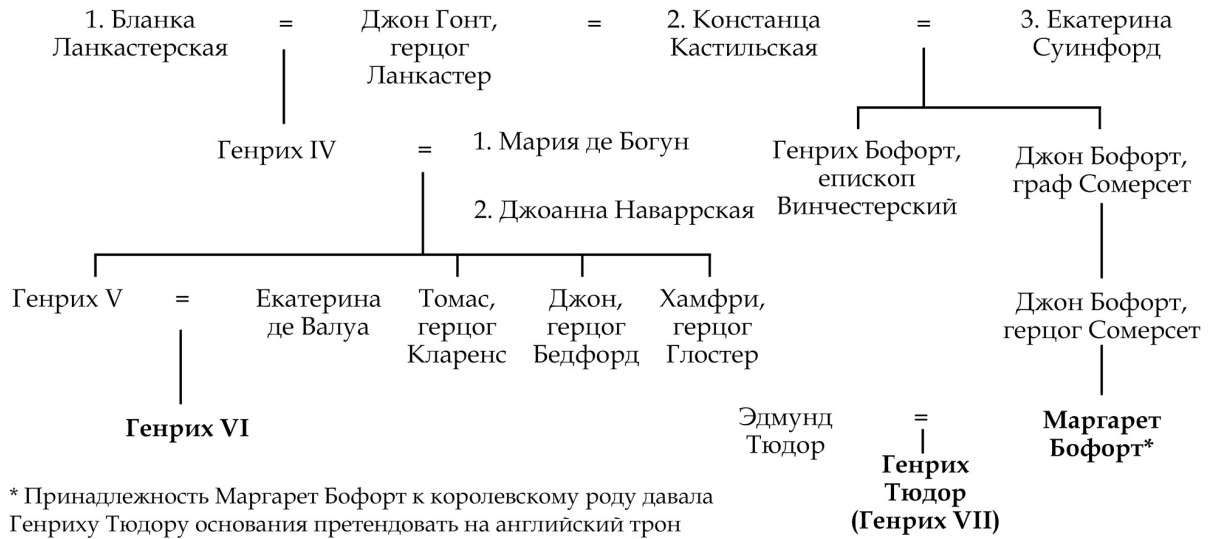 1. Бланка
Ланкастерская
=
Джон Гонт,
герцог
Ланкастер
=
2. Констанца
Кастильская
=
3. Екатерина
Суинфорд
Генрих IV
=
1. Мария де Богун
2. Джоанна Наваррская
Генрих Бофорт,
епископ
Винчестерский
Джон Бофорт,
граф Сомерсет
Генрих V
=
Екатерина
де Валуа
Томас,
герцог
Кларенс
Джон,
герцог
Бедфорд
Хамфри,
герцог
Глостер
Джон Бофорт,
герцог Сомерсет
Генрих VI
Эдмунд
Тюдор
=
Маргарет
Бофорт*
Генрих
Тюдор
(Генрих VII)
* Принадлежность Маргарет Бофорт к королевскому роду давала
Генриху Тюдору основания претендовать на английский трон